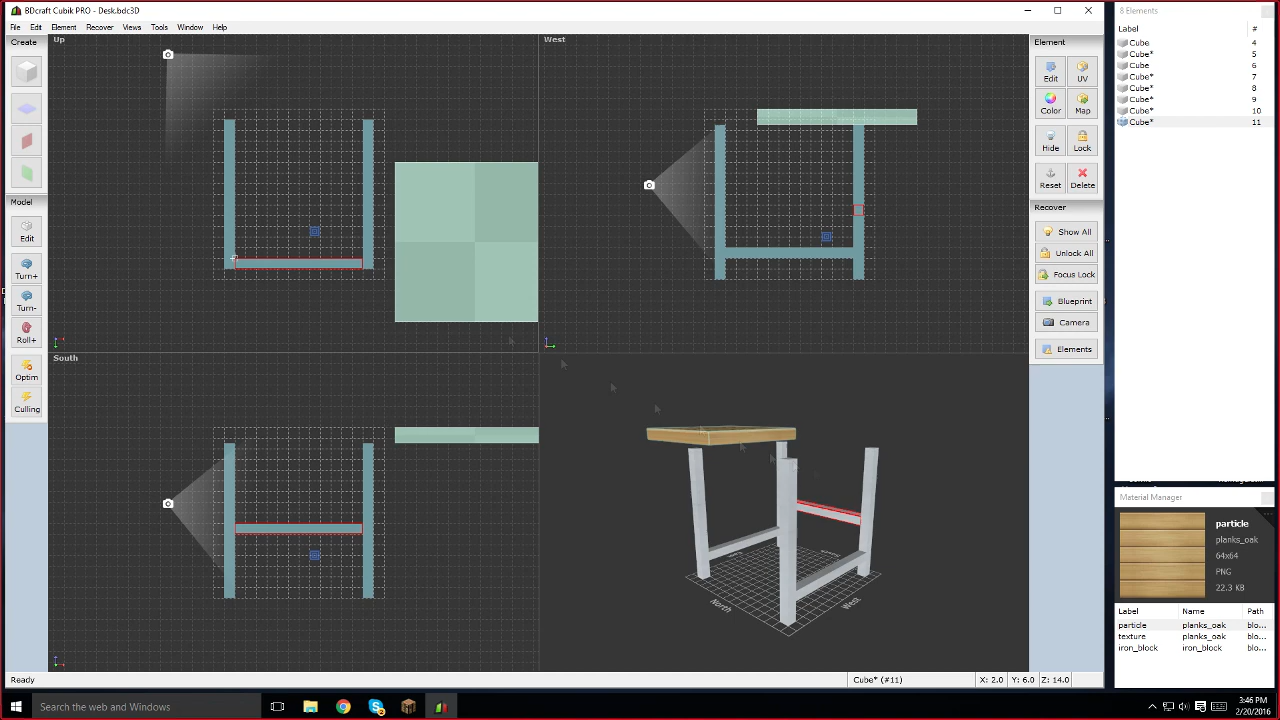 BDcraft Cubik PRO - Desk.bdc3D
File Edit Element Recover Views Tools Window Help
Create
Model
Edit
Turn+
Turn-
Roll+
Optim
Culling
Up
West
South
North
West
Element
Edit UV
Color Map
Hide Lock
Reset Delete
Recover
Show All
Unlock All
Focus Lock
Blueprint
Camera
Elements
8 Elements
Label #
Cube 4
Cube* 5
Cube 6
Cube* 7
Cube* 8
Cube* 9
Cube* 10
Cube* 11
Material Manager
particle
planks_oak
64x64
PNG
22.3 KB
Label Name Path
particle planks_oak blo...
texture planks_oak blo...
iron_block iron_block blo...
Ready Cube* (#11) X: 2.0 Y: 6.0 Z: 14.0
Search the web and Windows
3:46 PM
2/20/2016